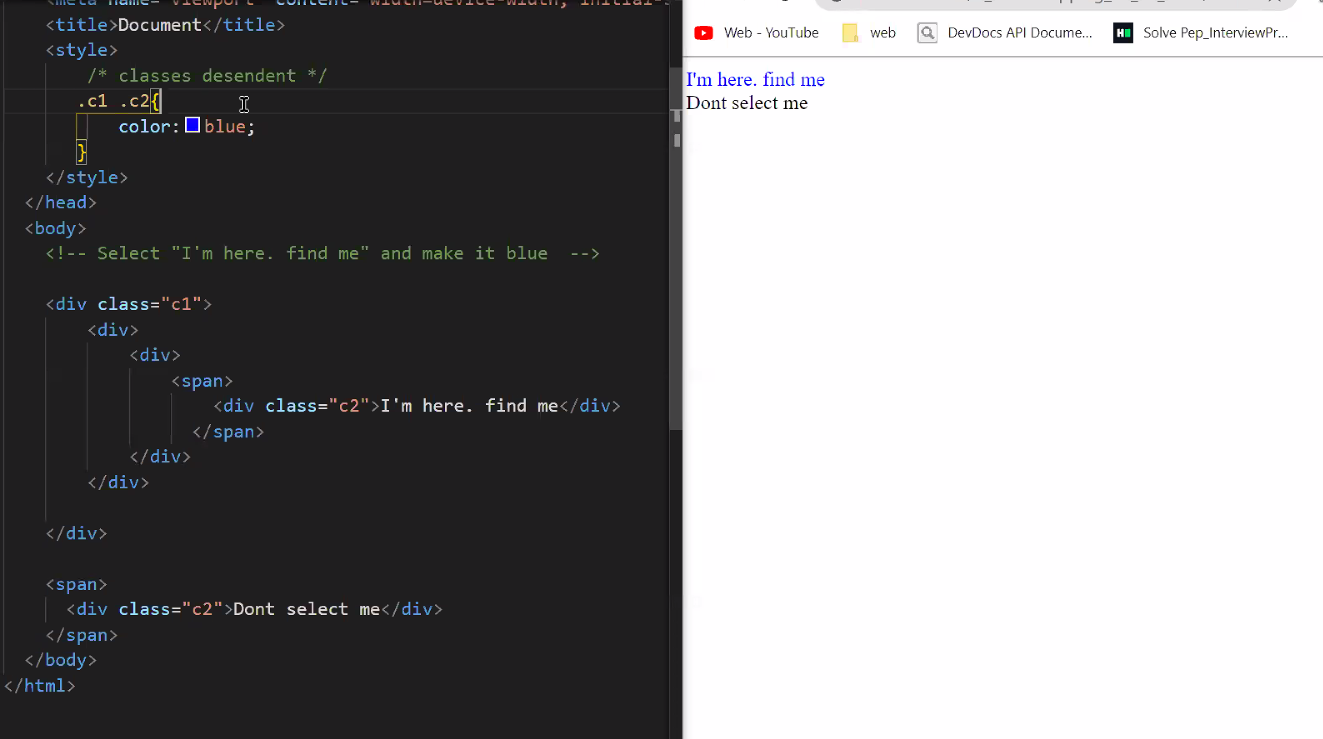 <meta name="viewport" content="width=device-width, initial-s
<title>Document</title>
<style>
/* classes desendent */
.c1 .c2{
color: blue;
}
</style>
</head>
<body>
<!-- Select "I'm here. find me" and make it blue -->
<div class="c1">
<div>
<div>
<span>
<div class="c2">I'm here. find me</div>
</span>
</div>
</div>
</div>
<span>
<div class="c2">Dont select me</div>
</span>
</body>
</html>
Web - YouTube
web
DevDocs API Docume...
Solve Pep_InterviewPr...
I'm here. find me
Dont select me